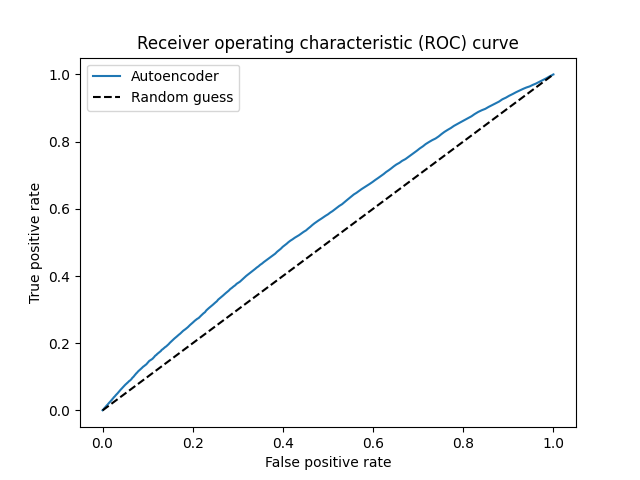 Receiver operating characteristic (ROC) curve
Autoencoder
Random guess
True positive rate
1.0
0.8
0.6
0.4
0.2
0.0
0.0 0.2 0.4 0.6 0.8 1.0
False positive rate